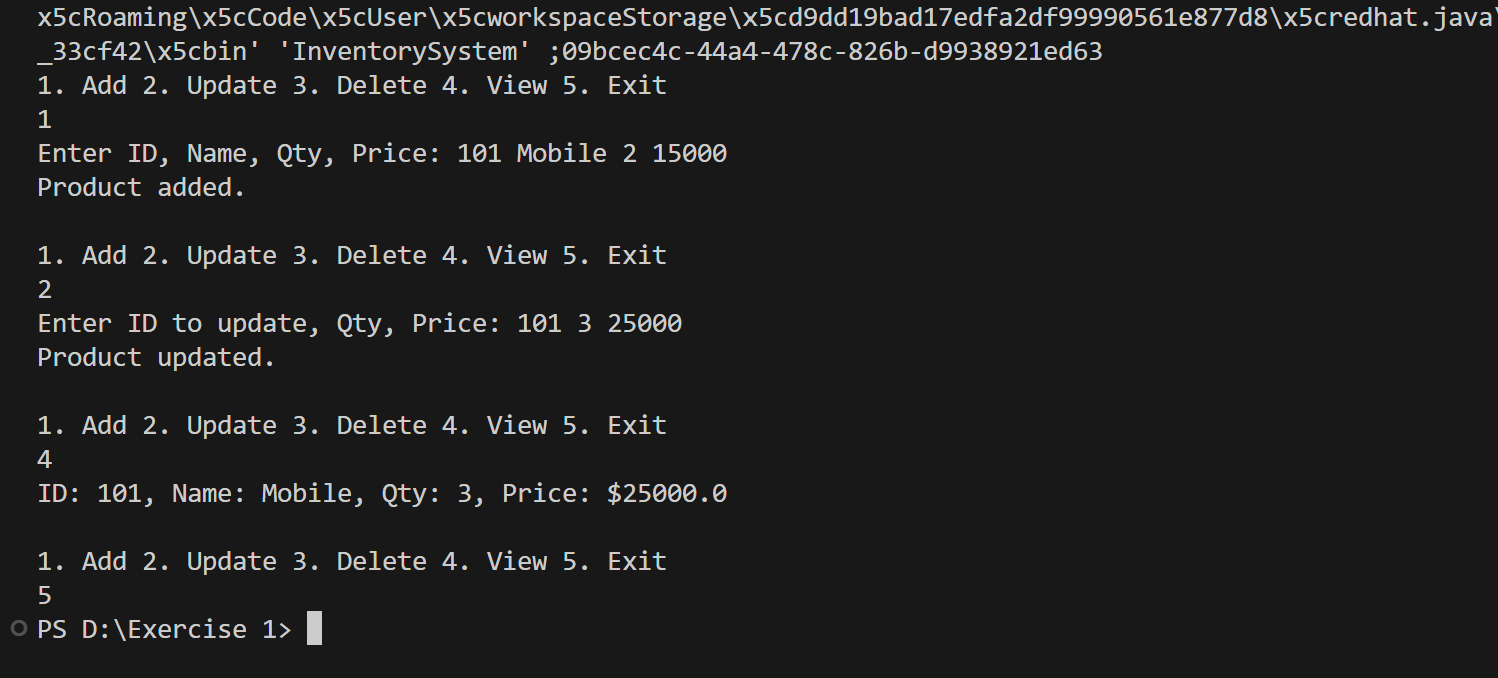 x5cRoaming\x5cCode\x5cUser\x5cworkspaceStorage\x5cd9dd19bad17edfa2df99990561e877d8\x5credhat.java\
_33cf42\x5cbin' 'InventorySystem' ;09bcec4c-44a4-478c-826b-d9938921ed63
1. Add 2. Update 3. Delete 4. View 5. Exit
1
Enter ID, Name, Qty, Price: 101 Mobile 2 15000
Product added.
1. Add 2. Update 3. Delete 4. View 5. Exit
2
Enter ID to update, Qty, Price: 101 3 25000
Product updated.
1. Add 2. Update 3. Delete 4. View 5. Exit
4
ID: 101, Name: Mobile, Qty: 3, Price: $25000.0
1. Add 2. Update 3. Delete 4. View 5. Exit
5
PS D:\Exercise 1>